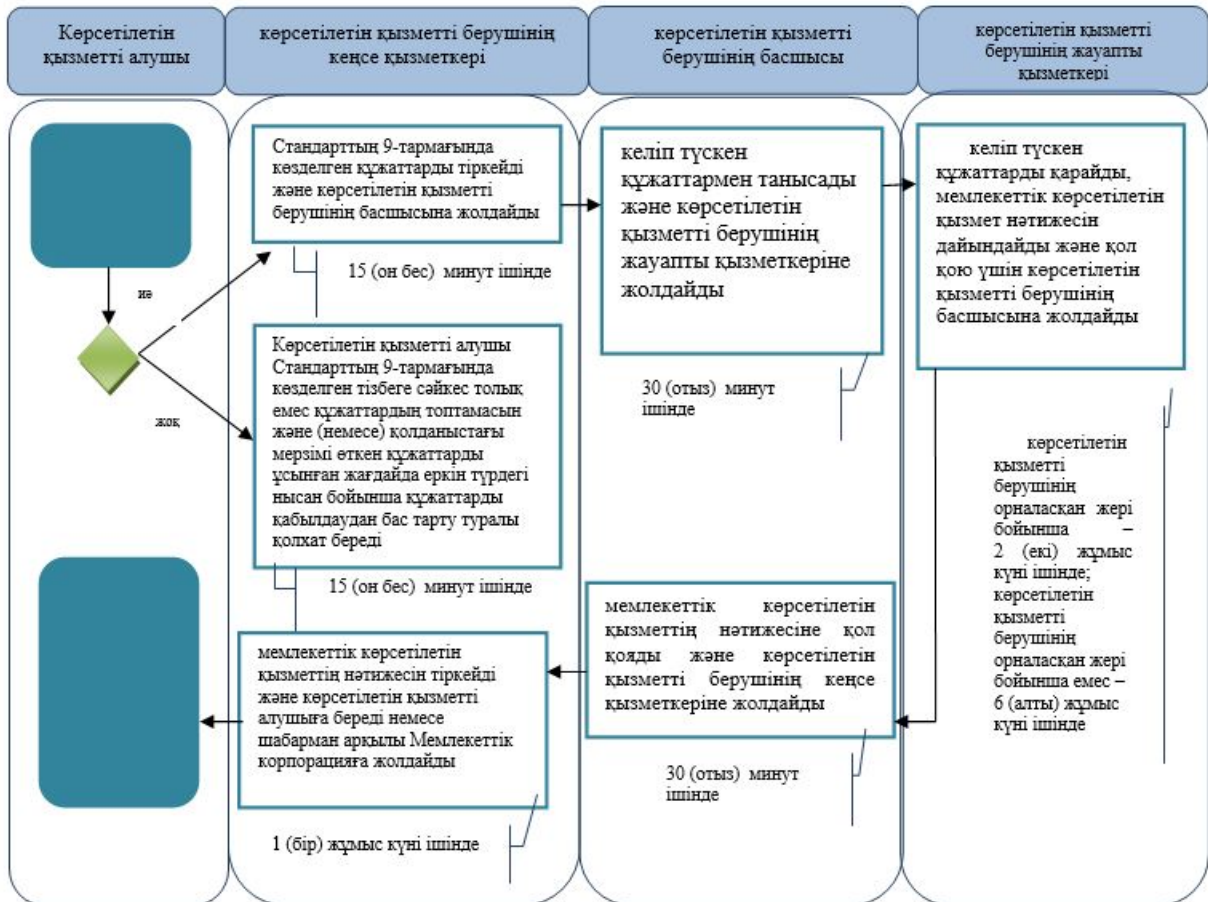 Көрсетілетін
қызметті алушы
көрсетілетін қызметті берушінің
кеңсе қызметкері
көрсетілетін қызметті
берушінің басшысы
көрсетілетін қызметті
берушінің жауапты
қызметкері
Стандарттың 9-тармағында
көзделген құжаттарды тіркейді
және көрсетілетін қызметті
берушінің басшысына жолдайды
15 (он бес) минут ішінде
келіп түскен
құжаттармен танысады
және көрсетілетін
қызметті берушінің
жауапты қызметкеріне
жолдайды
30 (отыз) минут
ішінде
келіп түскен
құжаттарды қарайды,
мемлекеттік көрсетілетін
қызмет нәтижесін
дайындайды және қол
қою үшін көрсетілетін
қызметті берушінің
басшысына жолдайды
иә
жоқ
Көрсетілетін қызметті алушы
Стандарттың 9-тармағында
көзделген тізбеге сәйкес толық
емес құжаттардың топтамасын
және (немесе) қолданыстағы
мерзімі өткен құжаттарды
ұсынған жағдайда еркін түрдегі
нысан бойынша құжаттарды
қабылдаудан бас тарту туралы
қолхат береді
15 (он бес) минут ішінде
көрсетілетін
қызметті
берушінің
орналасқан жері
бойынша –
2 (екі) жұмыс
күні ішінде;
көрсетілетін
қызметті
берушінің
орналасқан жері
бойынша емес –
6 (алты) жұмыс
күні ішінде
мемлекеттік көрсетілетін
қызметтің нәтижесіне қол
қояды және көрсетілетін
қызметті берушінің кеңсе
қызметкеріне жолдайды
30 (отыз) минут
ішінде
мемлекеттік көрсетілетін
қызметтің нәтижесін тіркейді
және көрсетілетін қызметті
алушыға береді немесе
шабарман арқылы Мемлекеттік
корпорацияға жолдайды
1 (бір) жұмыс күні ішінде